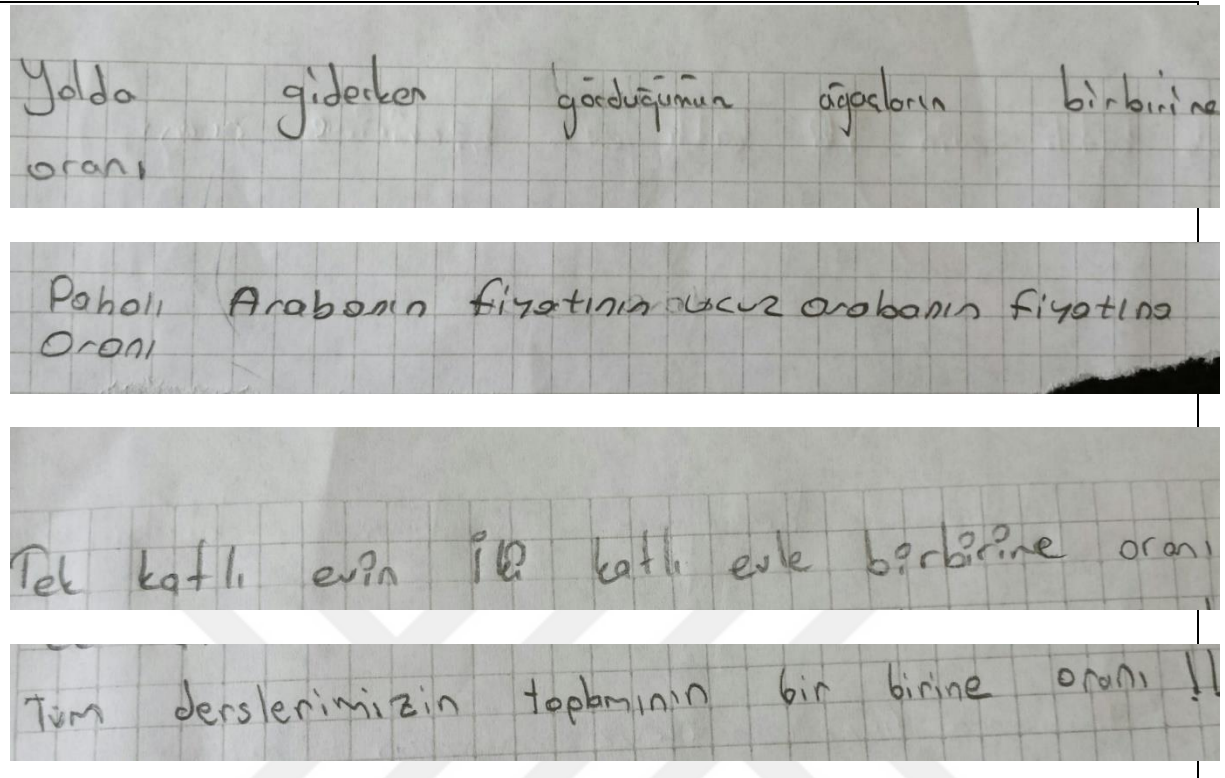 Yolda giderken gördüğümün ağaçların birbirine
oranı
Pahalı Arabanın fiyatının ucuz arabanın fiyatına
Oranı
Tek katlı evin iki katlı evle birbirine oranı
Tüm derslerimizin toplamının bir birine oranı !!